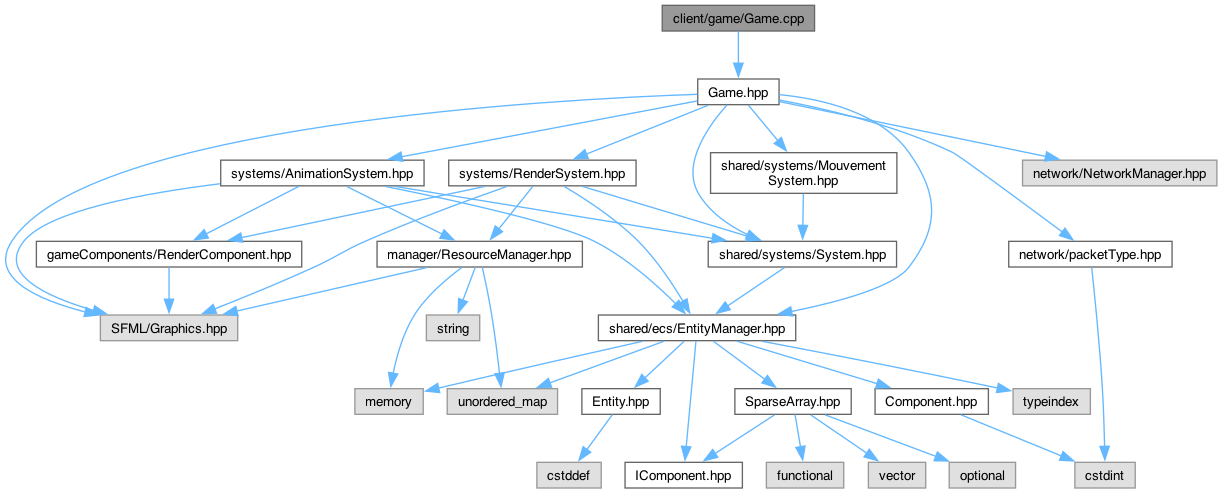 client/game/Game.cpp
Game.hpp
systems/AnimationSystem.hpp
systems/RenderSystem.hpp
shared/systems/Mouvement
System.hpp
network/NetworkManager.hpp
gameComponents/RenderComponent.hpp
manager/ResourceManager.hpp
shared/systems/System.hpp
network/packetType.hpp
SFML/Graphics.hpp
string
shared/ecs/EntityManager.hpp
memory
unordered_map
Entity.hpp
SparseArray.hpp
Component.hpp
typeindex
cstddef
IComponent.hpp
functional
vector
optional
cstdint